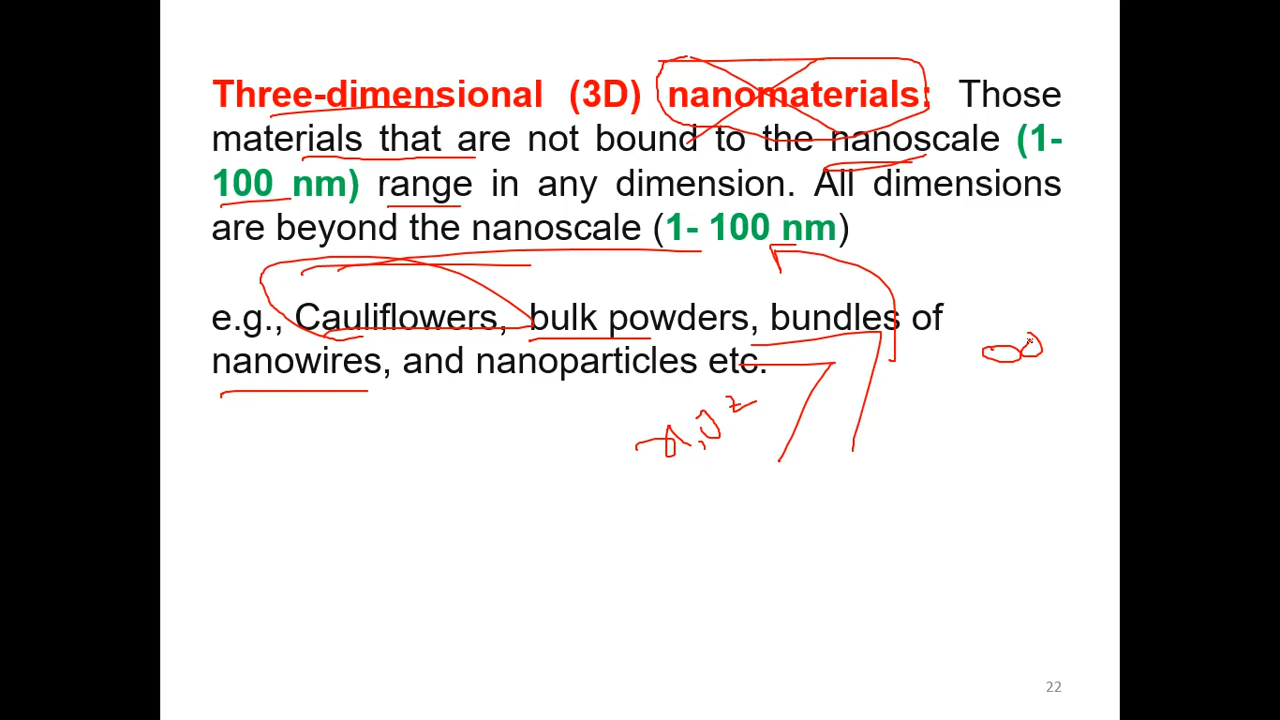 Three-dimensional (3D) nanomaterials: Those
materials that are not bound to the nanoscale (1-
100 nm) range in any dimension. All dimensions
are beyond the nanoscale (1- 100 nm)
e.g., Cauliflowers, bulk powders, bundles of
nanowires, and nanoparticles etc.
22